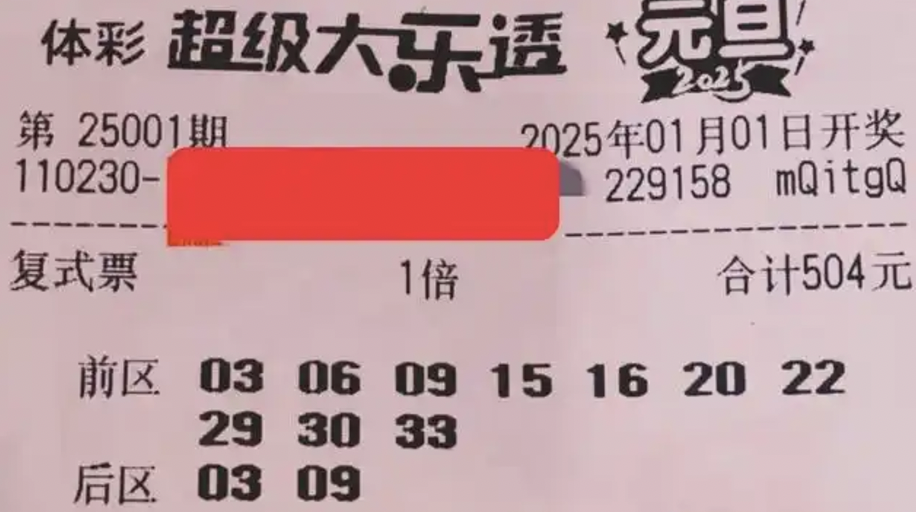 体彩 超级大乐透 元旦
2025
第 25001期 2025年01月01日开奖
110230- 229158 mQitgQ
复式票 1倍 合计504元
前区 03 06 09 15 16 20 22
29 30 33
后区 03 09